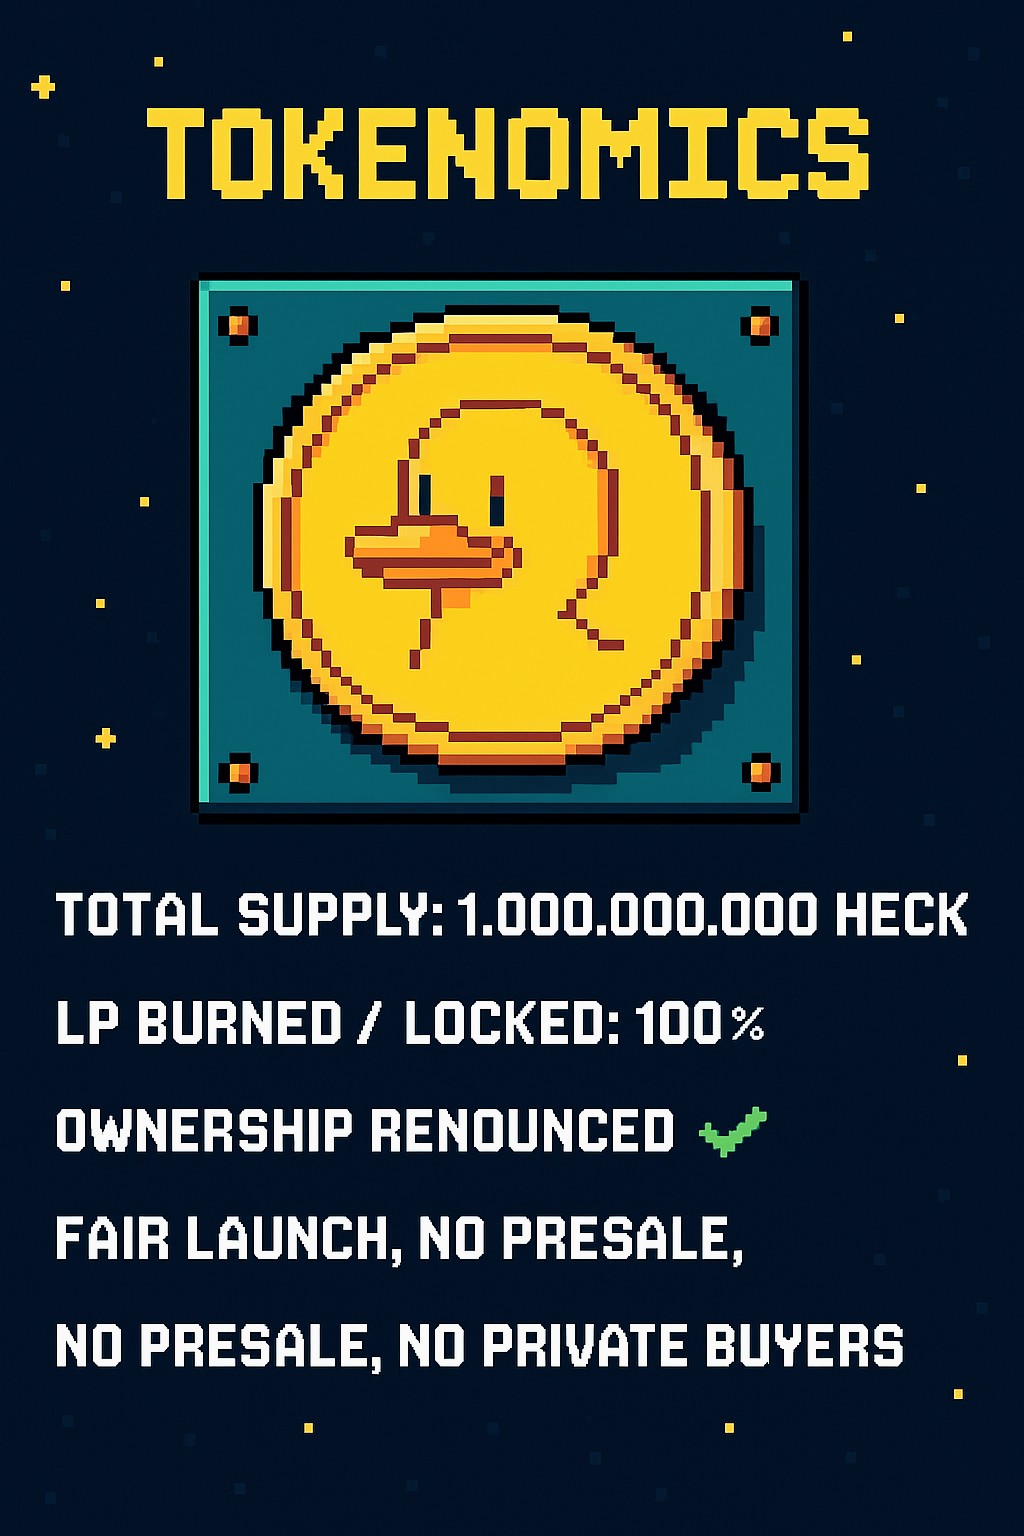 TOKENOMICS
TOTAL SUPPLY: 1.000.000.000 HECK
LP BURNED / LOCKED: 100%
OWNERSHIP RENOUNCED ✔
FAIR LAUNCH, NO PRESALE,
NO PRESALE, NO PRIVATE BUYERS